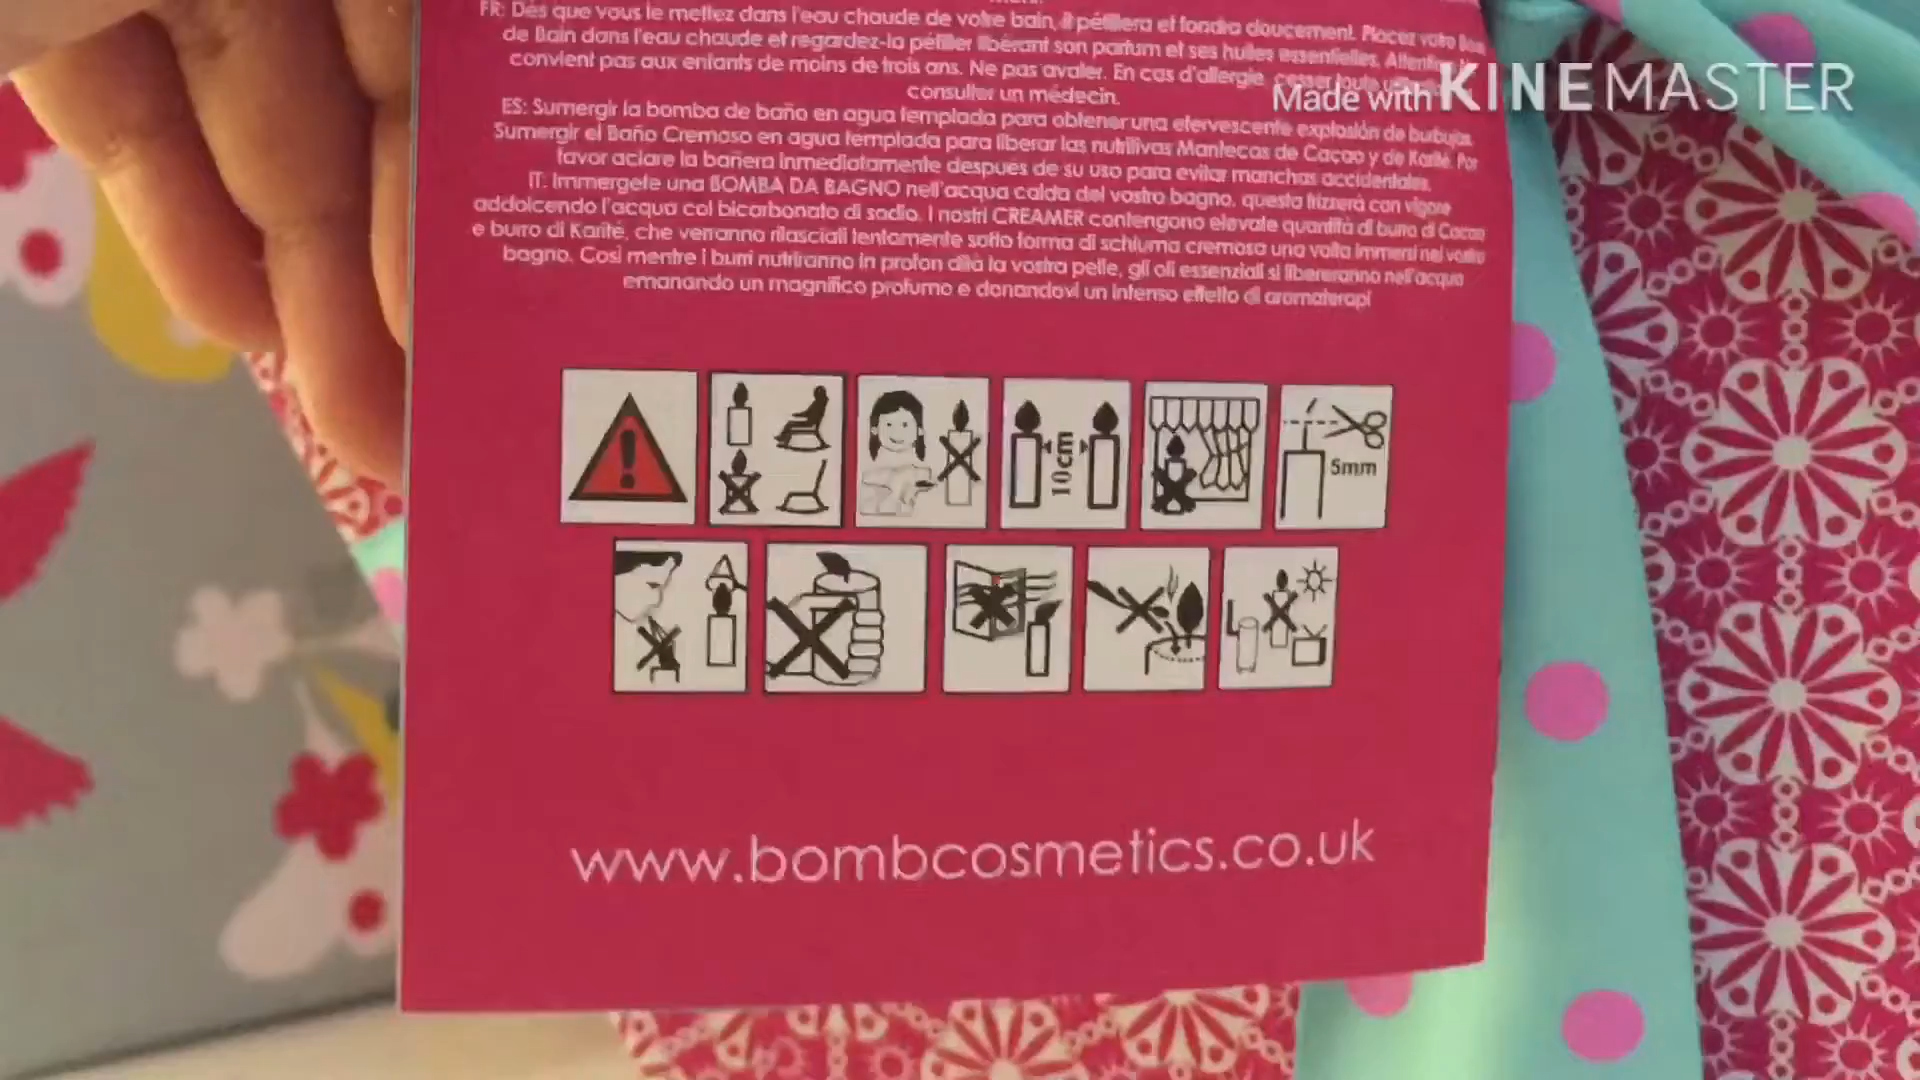 FR: Dès que vous le mettez dans l'eau chaude de votre bain, il pétillera et fondra doucement. Placez votre
de Bain dans l'eau chaude et regardez-la pétiller libérant son parfum et ses huiles essentielles.
convient pas aux enfants de moins de trois ans. Ne pas avaler. En cas d'allergie, cesser toute
consulter un médecin.
Made with KINEMASTER
ES: Sumergir la bomba de baño en agua templada para obtener una efervescente explosión de burbujas.
Sumergir el Baño Cremoso en agua templada para liberar las nutritivas Mantecas de Cacao y de Karité. Por
favor aclare la bañera inmediatamente después de su uso para evitar manchas accidentales.
IT: Immergete una BOMBA DA BAGNO nell'acqua calda del vostro bagno, questa frizzerà con vigore
addolcendo l'acqua col bicarbonato di sodio. I nostri CREAMER contengono elevate quantità di burro di Cacao
e burro di Karité, che verranno rilasciati lentamente sotto forma di schiuma cremosa una volta immersi nel vostro
bagno. Così mentre i burri nutriranno in profon dità la vostra pelle, gli oli essenziali si libereranno nell'acqua
emanando un magnifico profumo e donandovi un intenso effetto di aromaterapi
10cm
5mm
www.bombcosmetics.co.uk